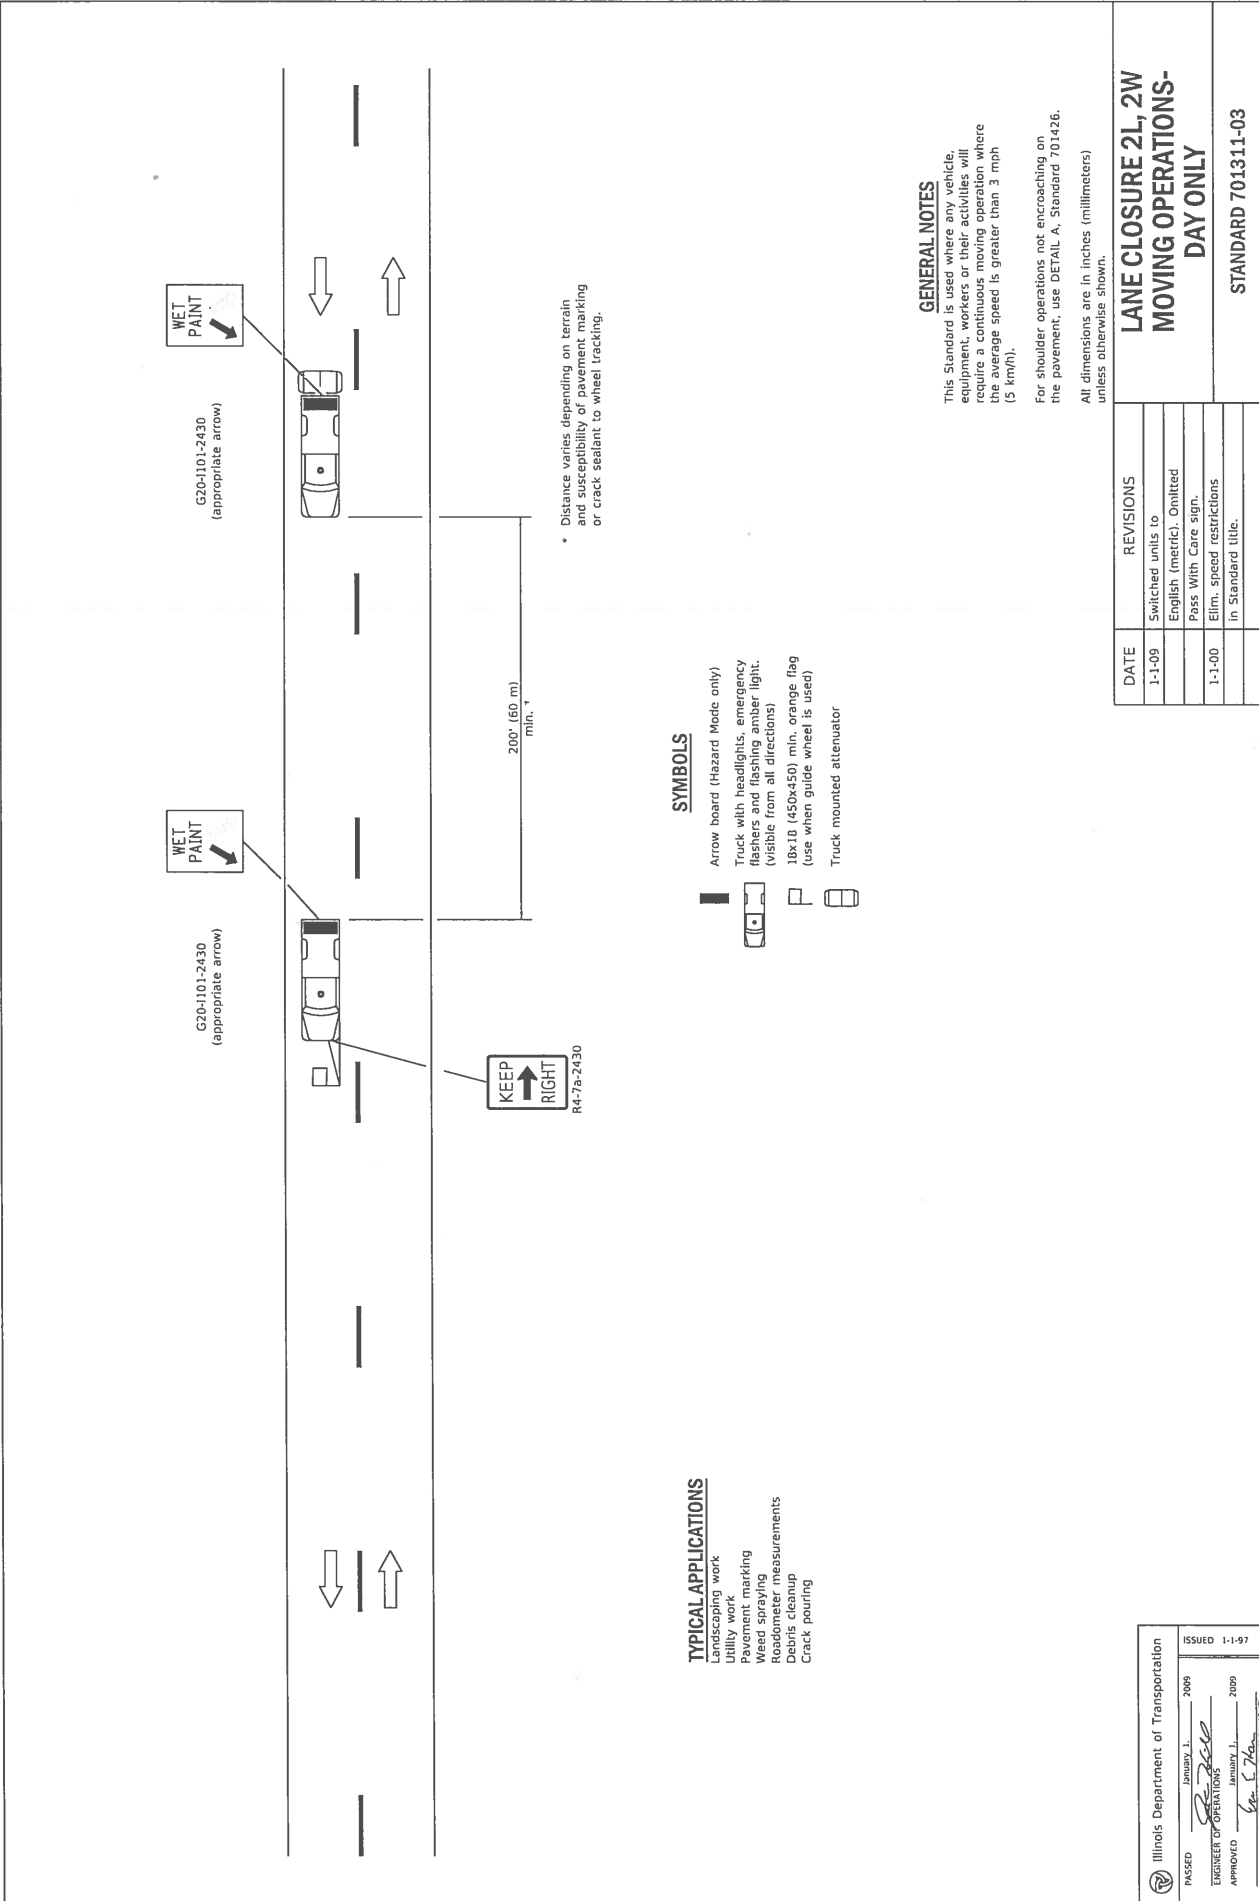 WET
PAINT
G20-I101-2430
(appropriate arrow)
WET
PAINT
G20-I101-2430
(appropriate arrow)
KEEP
RIGHT
R4-7a-2430
200' (60 m)
min. *
* Distance varies depending on terrain
and susceptibility of pavement marking
or crack sealant to wheel tracking.
TYPICAL APPLICATIONS
Landscaping work
Utility work
Pavement marking
Weed spraying
Roadometer measurements
Debris cleanup
Crack pouring
SYMBOLS
Arrow board (Hazard Mode only)
Truck with headlights, emergency
flashers and flashing amber light.
(visible from all directions)
18x18 (450x450) min. orange flag
(use when guide wheel is used)
Truck mounted attenuator
GENERAL NOTES
This Standard is used where any vehicle,
equipment, workers or their activities will
require a continuous moving operation where
the average speed is greater than 3 mph
(5 km/h).
For shoulder operations not encroaching on
the pavement, use DETAIL A, Standard 701426.
All dimensions are in inches (millimeters)
unless otherwise shown.
Illinois Department of Transportation
PASSED January 1, 2009
ENGINEER OF OPERATIONS
APPROVED January 1, 2009
ISSUED 1-1-97
DATE REVISIONS
1-1-09 Switched units to
English (metric). Omitted
Pass With Care sign.
1-1-00 Elim. speed restrictions
in Standard title.
LANE CLOSURE 2L, 2W
MOVING OPERATIONS-
DAY ONLY
STANDARD 701311-03